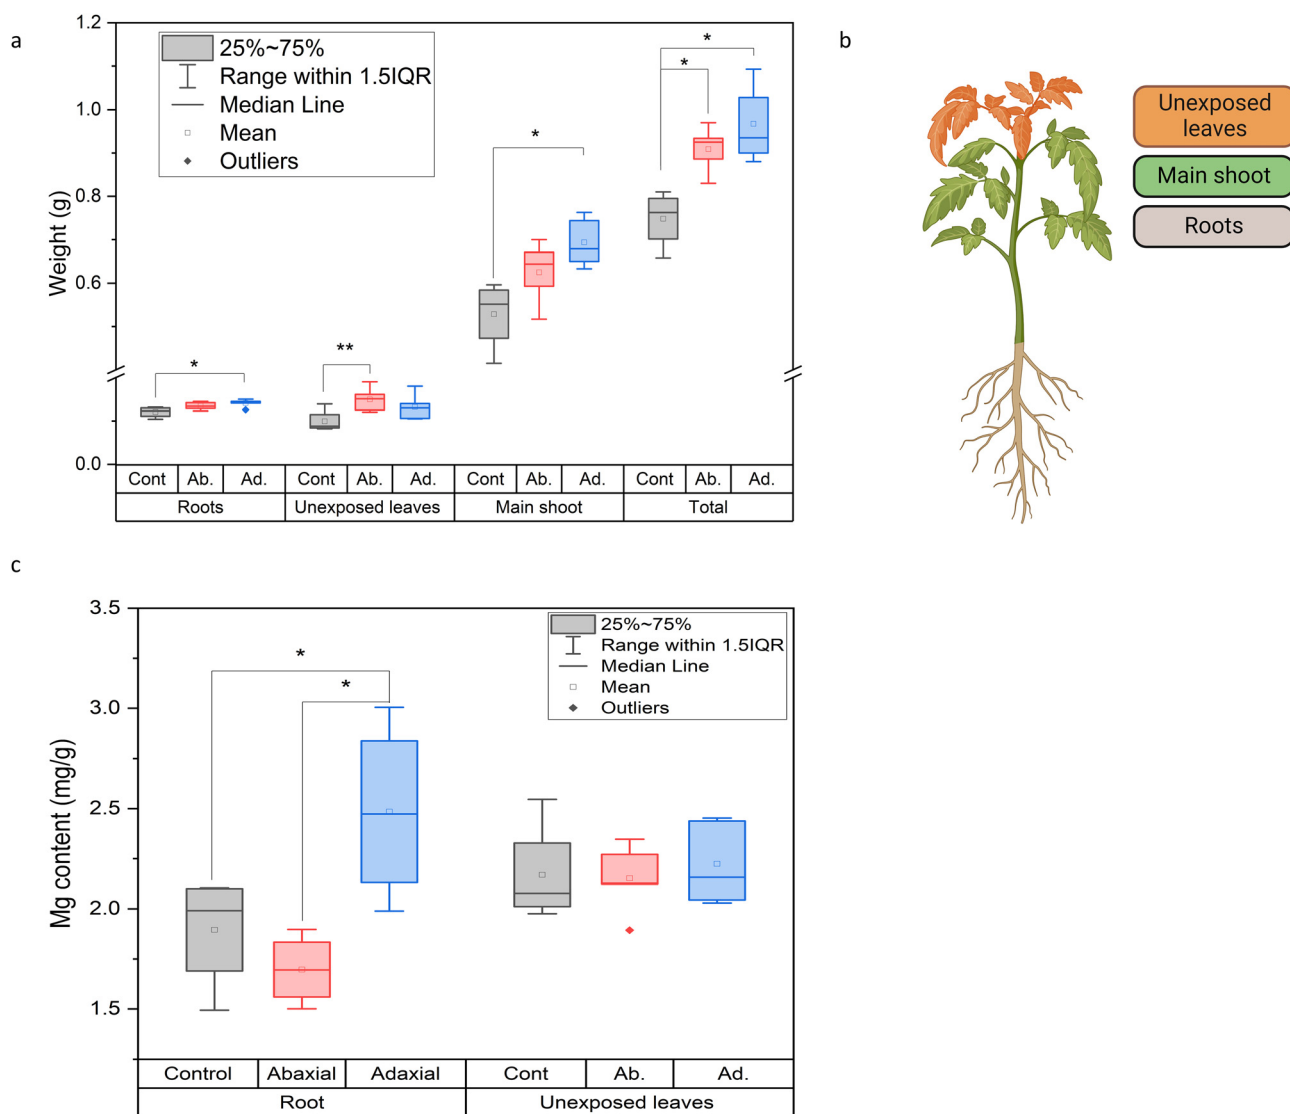 a
25%~75%
Range within 1.5IQR
Median Line
Mean
Outliers
Weight (g)
1.2
1.0
0.8
0.6
0.0
*
**
*
*
*
Cont Ab. Ad. Cont Ab. Ad. Cont Ab. Ad. Cont Ab. Ad.
Roots Unexposed leaves Main shoot Total
b
Unexposed
leaves
Main shoot
Roots
c
25%~75%
Range within 1.5IQR
Median Line
Mean
Outliers
Mg content (mg/g)
3.5
3.0
2.5
2.0
1.5
*
*
Control Abaxial Adaxial Cont Ab. Ad.
Root Unexposed leaves